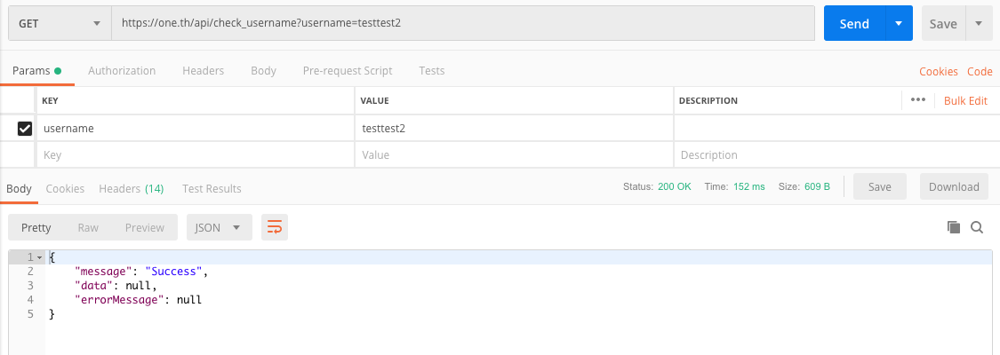 GET https://one.th/api/check_username?username=testtest2 Send Save
Params Authorization Headers Body Pre-request Script Tests Cookies Code
KEY VALUE DESCRIPTION ••• Bulk Edit
username testtest2
Key Value Description
Body Cookies Headers (14) Test Results Status: 200 OK Time: 152 ms Size: 609 B Save Download
Pretty Raw Preview JSON
1 {
2 "message": "Success",
3 "data": null,
4 "errorMessage": null
5 }